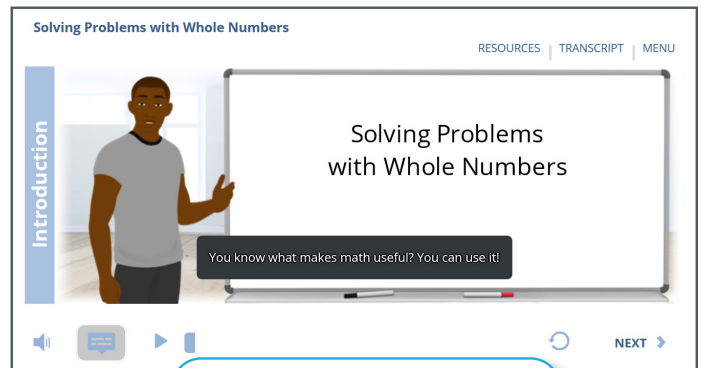 Solving Problems with Whole Numbers
RESOURCES | TRANSCRIPT | MENU
Introduction
Solving Problems
with Whole Numbers
You know what makes math useful? You can use it!
NEXT